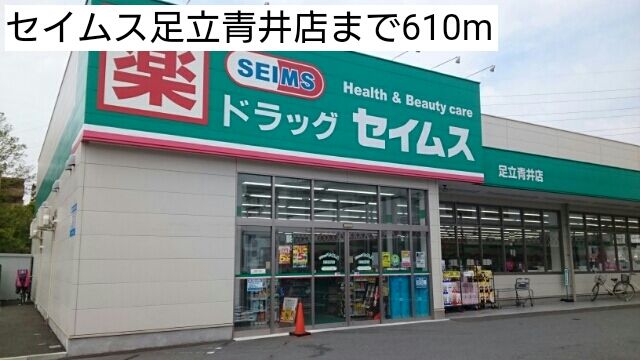 セイムス足立青井店まで610m
薬
SEIMS
Health & Beauty care
ドラッグ セイムス
足立青井店